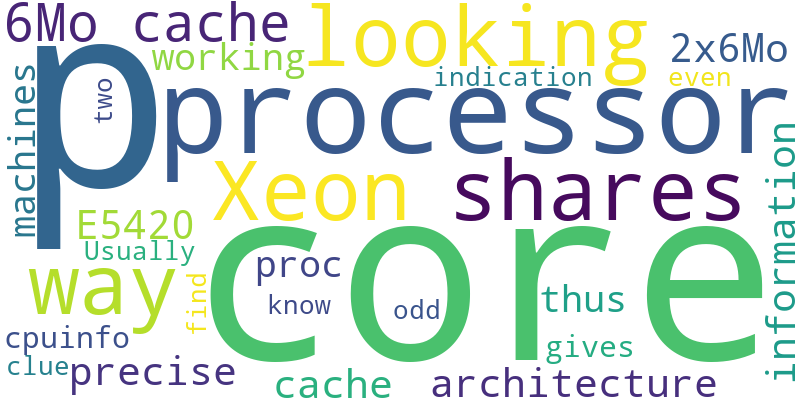 6Mo cache
looking
working
2x6Mo
indication
even
p
two
processor
machines
Xeon
shares
information
E5420
Usually
core
way
proc
find
know
odd
thus
cpuinfo
gives
clue
precise
cache
architecture